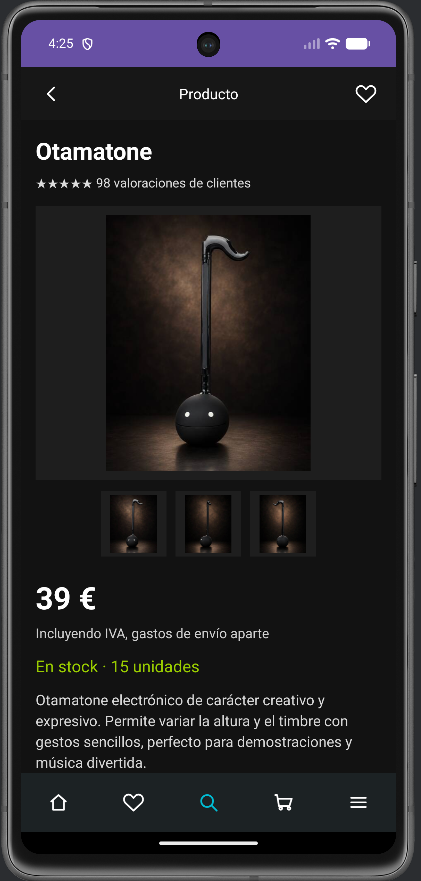 4:25
Producto
Otamatone
★★★★★ 98 valoraciones de clientes
39 €
Incluyendo IVA, gastos de envío aparte
En stock · 15 unidades
Otamatone electrónico de carácter creativo y
expresivo. Permite variar la altura y el timbre con
gestos sencillos, perfecto para demostraciones y
música divertida.